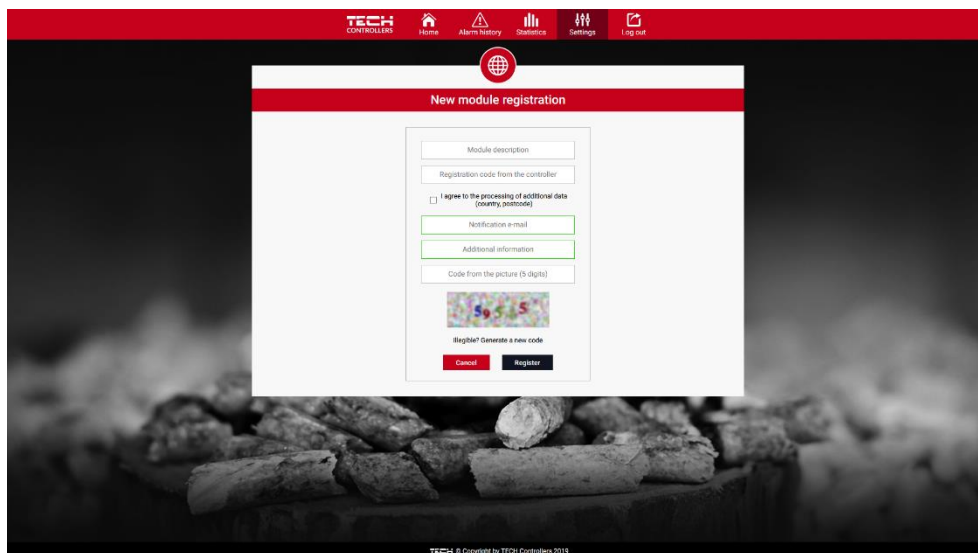 TECH
CONTROLLERS
Home
Alarm history
Statistics
Settings
Log out
New module registration
Module description
Registration code from the controller
I agree to the processing of additional data
(country, postcode)
Notification e-mail
Additional information
Code from the picture (5 digits)
Illegible? Generate a new code
Cancel
Register
TECH © Copyright by TECH Controllers 2019